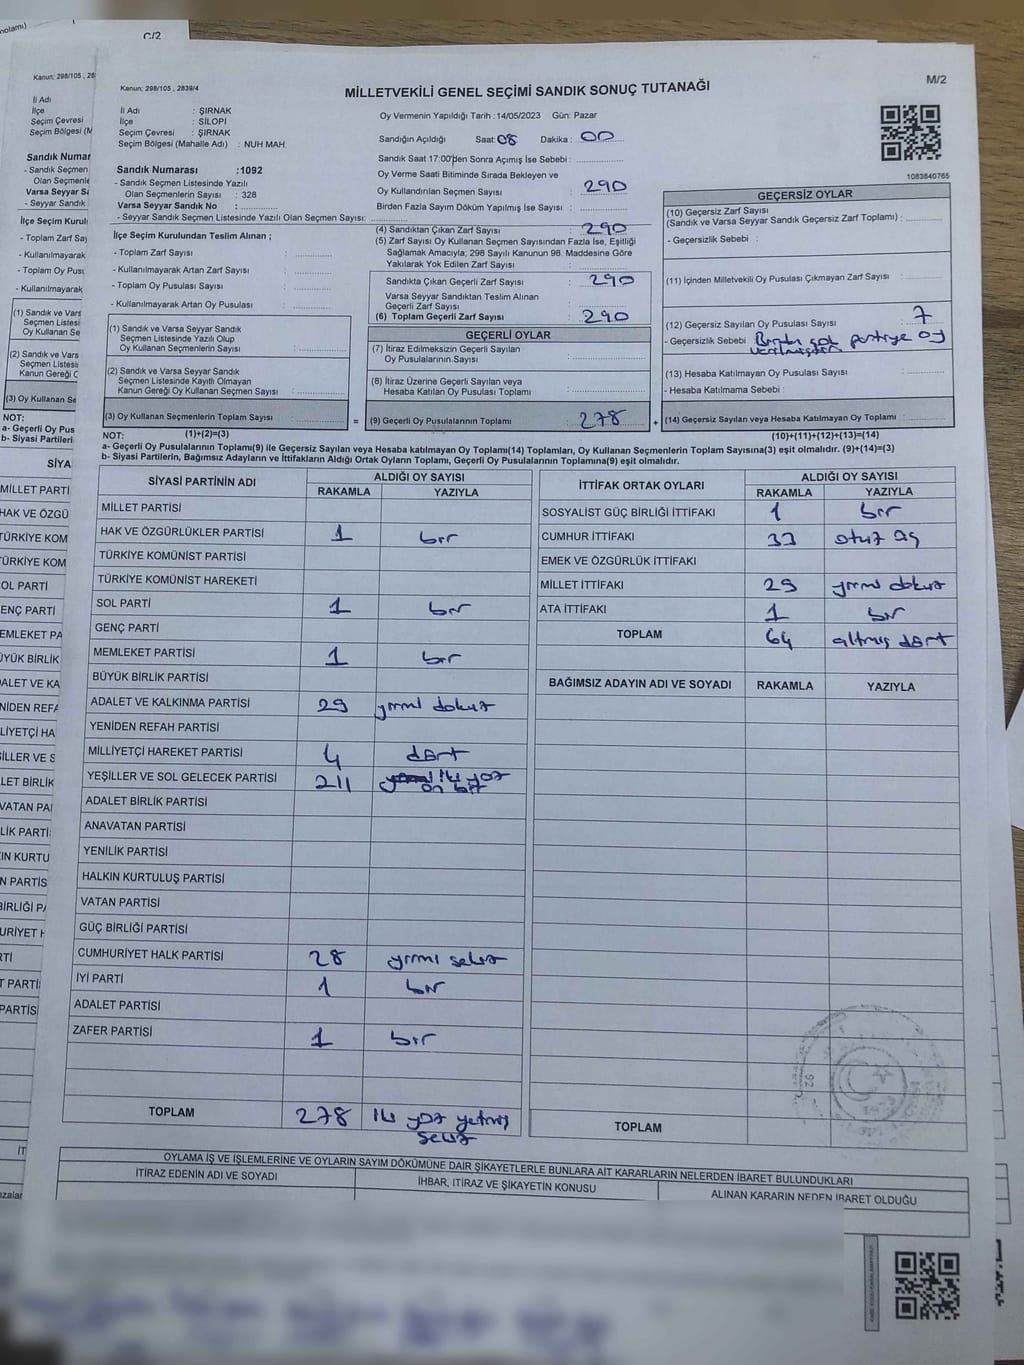 C/2
Kanun; 298/105 , 2839/4
MİLLETVEKİLİ GENEL SEÇİMİ SANDIK SONUÇ TUTANAĞI
M/2
İl Adı : ŞIRNAK
İlçe : SİLOPİ
Seçim Çevresi : ŞIRNAK
Seçim Bölgesi (Mahalle Adı) : NUH MAH.
Oy Vermenin Yapıldığı Tarih : 14/05/2023 Gün: Pazar
Sandığın Açıldığı Saat: 08 Dakika : 00
Sandık Saat 17:00'den Sonra Açmış İse Sebebi :
1083840765
Sandık Numarası :1092
- Sandık Seçmen Listesinde Yazılı
Olan Seçmenlerin Sayısı : 328
Varsa Seyyar Sandık No :
- Seyyar Sandık Seçmen Listesinde Yazılı Olan Seçmen Sayısı:
Oy Verme Saati Bitiminde Sırada Bekleyen ve
Oy Kullandırılan Seçmen Sayısı : 290
Birden Fazla Sayım Döküm Yapılmış İse Sayısı :
İlçe Seçim Kurulundan Teslim Alınan ;
- Toplam Zarf Sayısı :
- Kullanılmayarak Artan Zarf Sayısı :
- Toplam Oy Pusulası Sayısı :
- Kullanılmayarak Artan Oy Pusulası :
(4) Sandıktan Çıkan Zarf Sayısı : 290
(5) Zarf Sayısı Oy Kullanan Seçmen Sayısından Fazla İse, Eşitliği
Sağlamak Amacıyla; 298 Sayılı Kanunun 98. Maddesine Göre
Yakılarak Yok Edilen Zarf Sayısı :
Sandıkta Çıkan Geçerli Zarf Sayısı : 290
Varsa Seyyar Sandıktan Teslim Alınan
Geçerli Zarf Sayısı :
(6) Toplam Geçerli Zarf Sayısı : 290
GEÇERSİZ OYLAR
(10) Geçersiz Zarf Sayısı
(Sandık ve Varsa Seyyar Sandık Geçersiz Zarf Toplamı) :
- Geçersizlik Sebebi :
(11) İçinden Milletvekili Oy Pusulası Çıkmayan Zarf Sayısı :
(12) Geçersiz Sayılan Oy Pusulası Sayısı : 7
- Geçersizlik Sebebi : Birden çok partiye oy
verilmiştir
(13) Hesaba Katılmayan Oy Pusulası Sayısı :
- Hesaba Katılmama Sebebi :
(1) Sandık ve Varsa Seyyar Sandık
Seçmen Listesinde Yazılı Olup
Oy Kullanan Seçmenlerin Sayısı :
(2) Sandık ve Varsa Seyyar Sandık
Seçmen Listesinde Kayıtlı Olmayan
Kanun Gereği Oy Kullanan Seçmen Sayısı :
GEÇERLİ OYLAR
(7) İtiraz Edilmeksizin Geçerli Sayılan
Oy Pusulalarının Sayısı :
(8) İtiraz Üzerine Geçerli Sayılan veya
Hesaba Katılan Oy Pusulası Toplamı :
(3) Oy Kullanan Seçmenlerin Toplam Sayısı : = (9) Geçerli Oy Pusulalarının Toplamı : 278 + (14) Geçersiz Sayılan veya Hesaba Katılmayan Oy Toplamı :
NOT: (1)+(2)=(3) (10)+(11)+(12)+(13)=(14)
a- Geçerli Oy Pusulalarının Toplamı(9) ile Geçersiz Sayılan veya Hesaba katılmayan Oy Toplamı(14) Toplamları, Oy Kullanan Seçmenlerin Toplam Sayısına(3) eşit olmalıdır. (9)+(14)=(3)
b- Siyasi Partilerin, Bağımsız Adayların ve İttifakların Aldığı Ortak Oyların Toplamı, Geçerli Oy Pusulalarının Toplamına(9) eşit olmalıdır.
SİYASİ PARTİNİN ADI ALDIĞI OY SAYISI
RAKAMLA YAZIYLA
MİLLET PARTİSİ
HAK VE ÖZGÜRLÜKLER PARTİSİ 1 bir
TÜRKİYE KOMÜNİST PARTİSİ
TÜRKİYE KOMÜNİST HAREKETİ
SOL PARTİ 1 bir
GENÇ PARTİ
MEMLEKET PARTİSİ 1 bir
BÜYÜK BİRLİK PARTİSİ
ADALET VE KALKINMA PARTİSİ 29 yirmi dokuz
YENİDEN REFAH PARTİSİ
MİLLİYETÇİ HAREKET PARTİSİ 4 dört
YEŞİLLER VE SOL GELECEK PARTİSİ 211 iki yüz
on bir
ADALET BİRLİK PARTİSİ
ANAVATAN PARTİSİ
YENİLİK PARTİSİ
HALKIN KURTULUŞ PARTİSİ
VATAN PARTİSİ
GÜÇ BİRLİĞİ PARTİSİ
CUMHURİYET HALK PARTİSİ 28 yirmi sekiz
İYİ PARTİ 1 bir
ADALET PARTİSİ
ZAFER PARTİSİ 1 bir
TOPLAM 278 iki yüz yetmiş
sekiz
İTTİFAK ORTAK OYLARI ALDIĞI OY SAYISI
RAKAMLA YAZIYLA
SOSYALİST GÜÇ BİRLİĞİ İTTİFAKI 1 bir
CUMHUR İTTİFAKI 33 otuz üç
EMEK VE ÖZGÜRLÜK İTTİFAKI
MİLLET İTTİFAKI 29 yirmi dokuz
ATA İTTİFAKI 1 bir
TOPLAM 64 altmış dört
BAĞIMSIZ ADAYIN ADI VE SOYADI RAKAMLA YAZIYLA
TOPLAM
OYLAMA İŞ VE İŞLEMLERİNE VE OYLARIN SAYIM DÖKÜMÜNE DAİR ŞİKAYETLERLE BUNLARA AİT KARARLARIN NELERDEN İBARET BULUNDUKLARI
İTİRAZ EDENİN ADI VE SOYADI İHBAR, İTİRAZ VE ŞİKAYETİN KONUSU ALINAN KARARIN NEDEN İBARET OLDUĞU